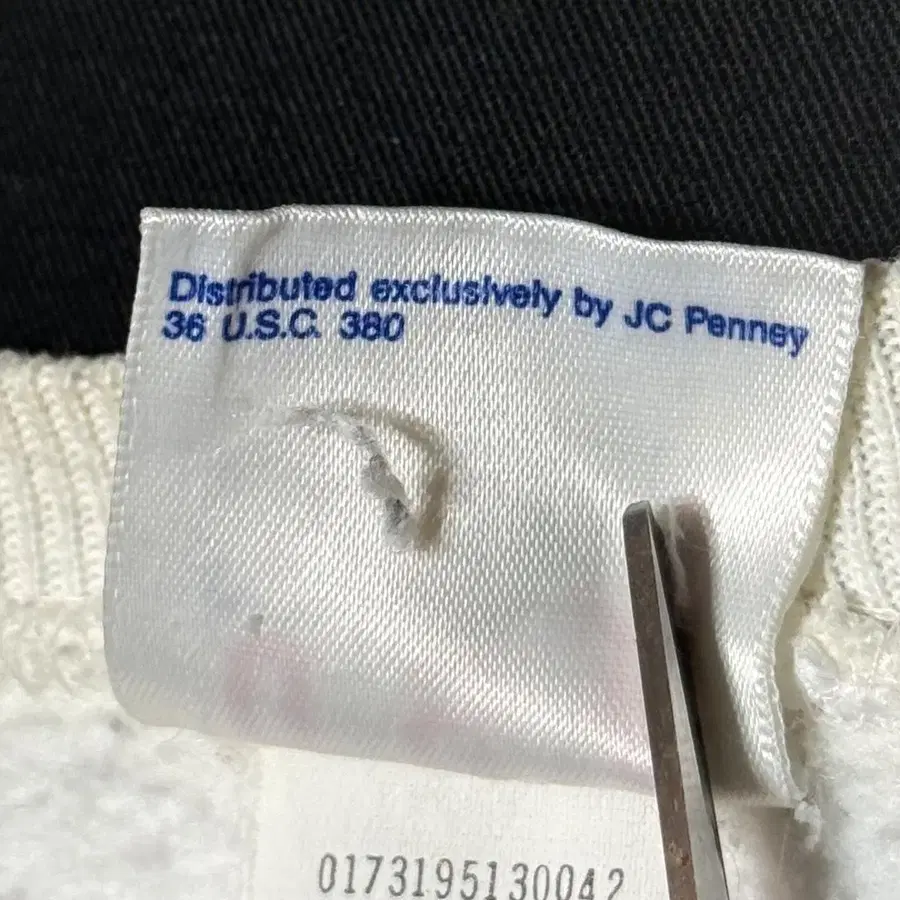 Distributed exclusively by JC Penney
36 U.S.C. 380
0173195130042